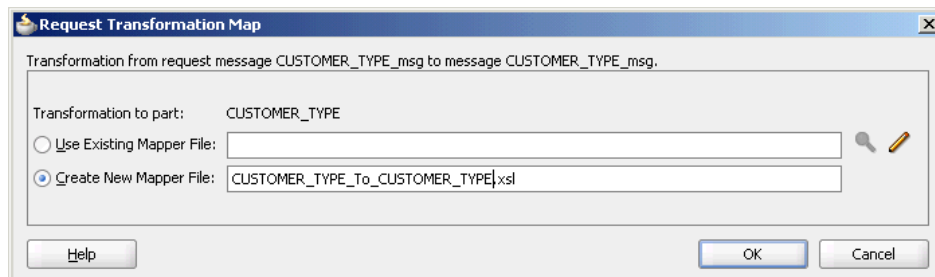 Request Transformation Map
Transformation from request message CUSTOMER_TYPE_msg to message CUSTOMER_TYPE_msg.
Transformation to part: CUSTOMER_TYPE
Use Existing Mapper File:
Create New Mapper File: CUSTOMER_TYPE_To_CUSTOMER_TYPE.xsl
Help OK Cancel